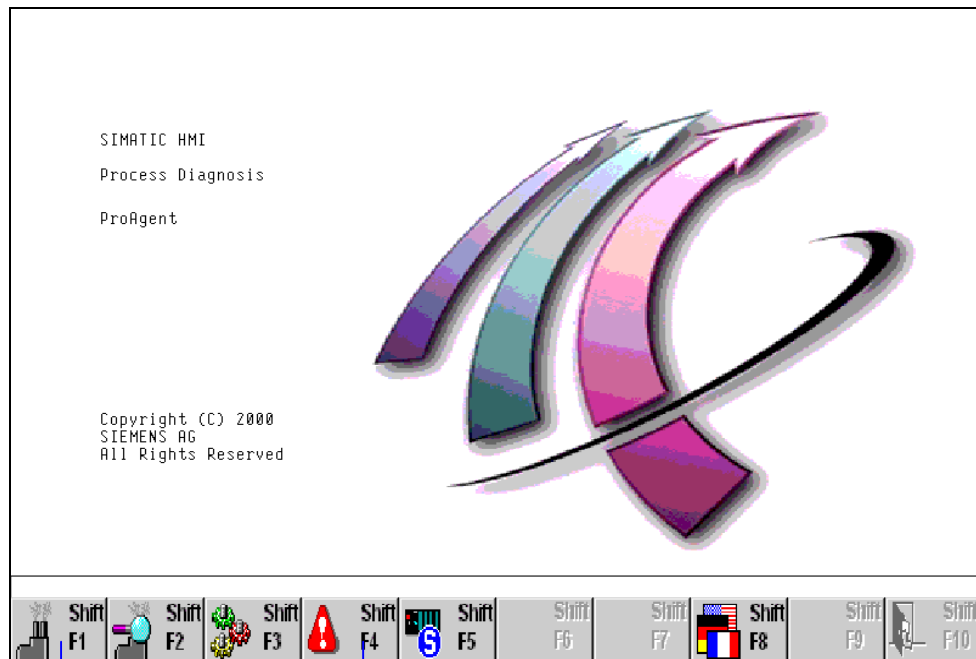 SIMATIC HMI
Process Diagnosis
ProAgent
Copyright (C) 2000
SIEMENS AG
All Rights Reserved
Shift F1
Shift F2
Shift F3
Shift F4
S
Shift F5
Shift F6
Shift F7
Shift F8
Shift F9
Shift F10